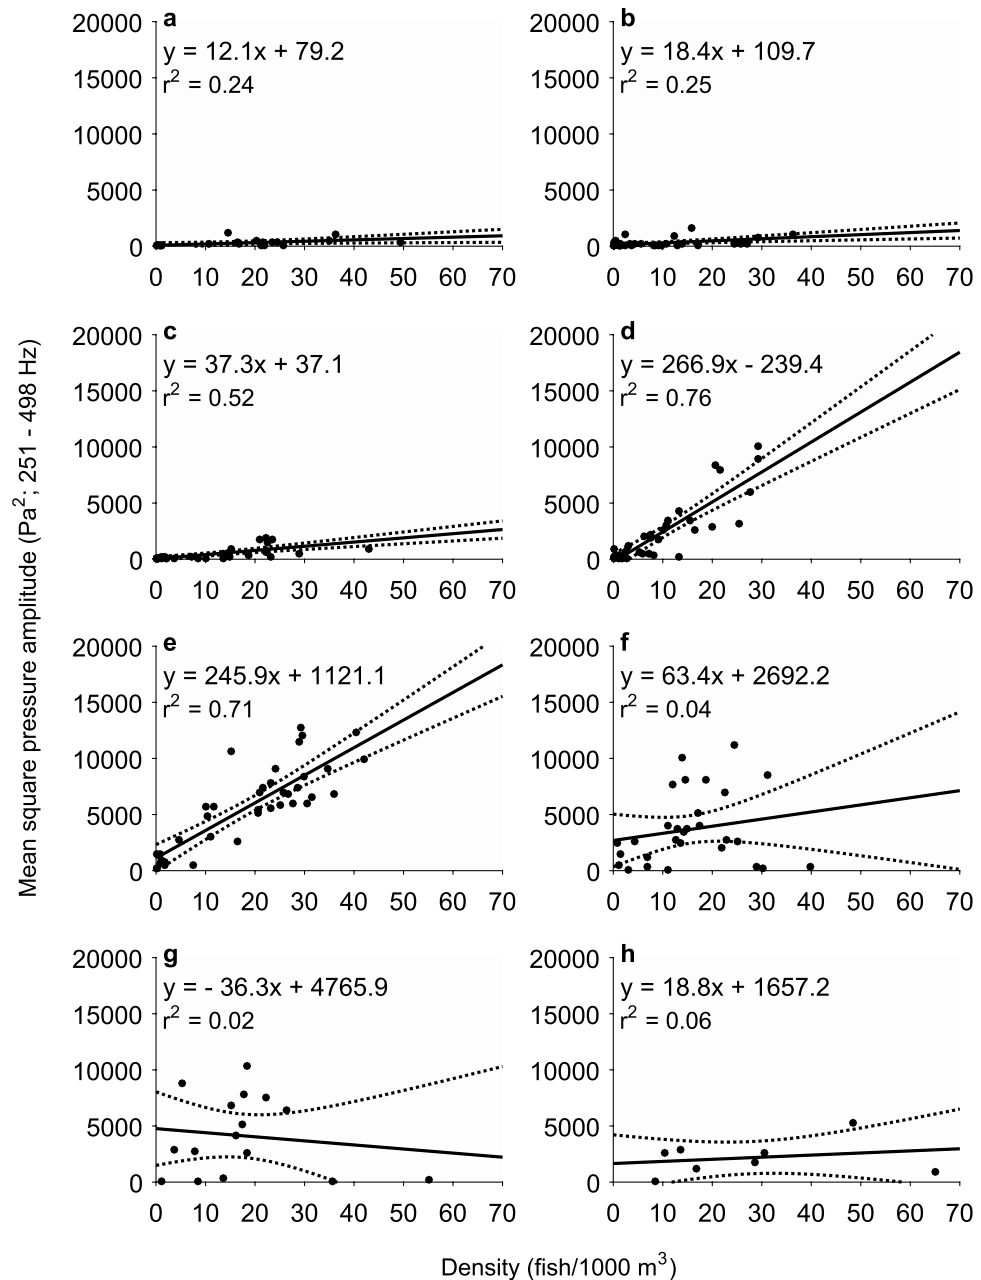 Mean square pressure amplitude (Pa²; 251 - 498 Hz)
a
y = 12.1x + 79.2
r² = 0.24
20000
15000
10000
5000
0
0 10 20 30 40 50 60 70
b
y = 18.4x + 109.7
r² = 0.25
20000
15000
10000
5000
0
0 10 20 30 40 50 60 70
c
y = 37.3x + 37.1
r² = 0.52
20000
15000
10000
5000
0
0 10 20 30 40 50 60 70
d
y = 266.9x - 239.4
r² = 0.76
20000
15000
10000
5000
0
0 10 20 30 40 50 60 70
e
y = 245.9x + 1121.1
r² = 0.71
20000
15000
10000
5000
0
0 10 20 30 40 50 60 70
f
y = 63.4x + 2692.2
r² = 0.04
20000
15000
10000
5000
0
0 10 20 30 40 50 60 70
g
y = - 36.3x + 4765.9
r² = 0.02
20000
15000
10000
5000
0
0 10 20 30 40 50 60 70
h
y = 18.8x + 1657.2
r² = 0.06
20000
15000
10000
5000
0
0 10 20 30 40 50 60 70
Density (fish/1000 m³)